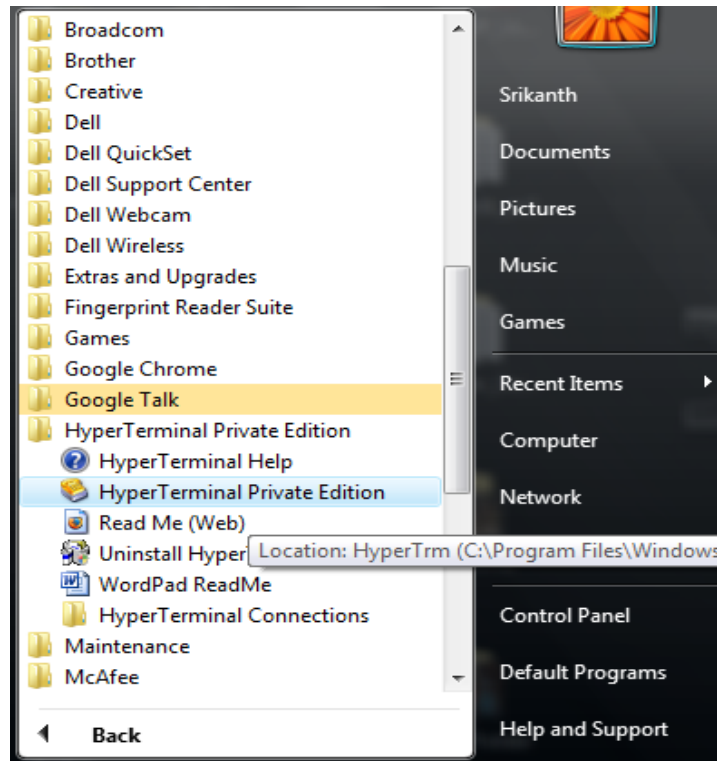 Broadcom
Brother
Creative
Dell
Dell QuickSet
Dell Support Center
Dell Webcam
Dell Wireless
Extras and Upgrades
Fingerprint Reader Suite
Games
Google Chrome
Google Talk
HyperTerminal Private Edition
HyperTerminal Help
HyperTerminal Private Edition
Read Me (Web)
Uninstall Hyper
Location: HyperTrm (C:\Program Files\Windows
WordPad ReadMe
HyperTerminal Connections
Maintenance
McAfee
Back
Srikanth
Documents
Pictures
Music
Games
Recent Items
Computer
Network
Control Panel
Default Programs
Help and Support